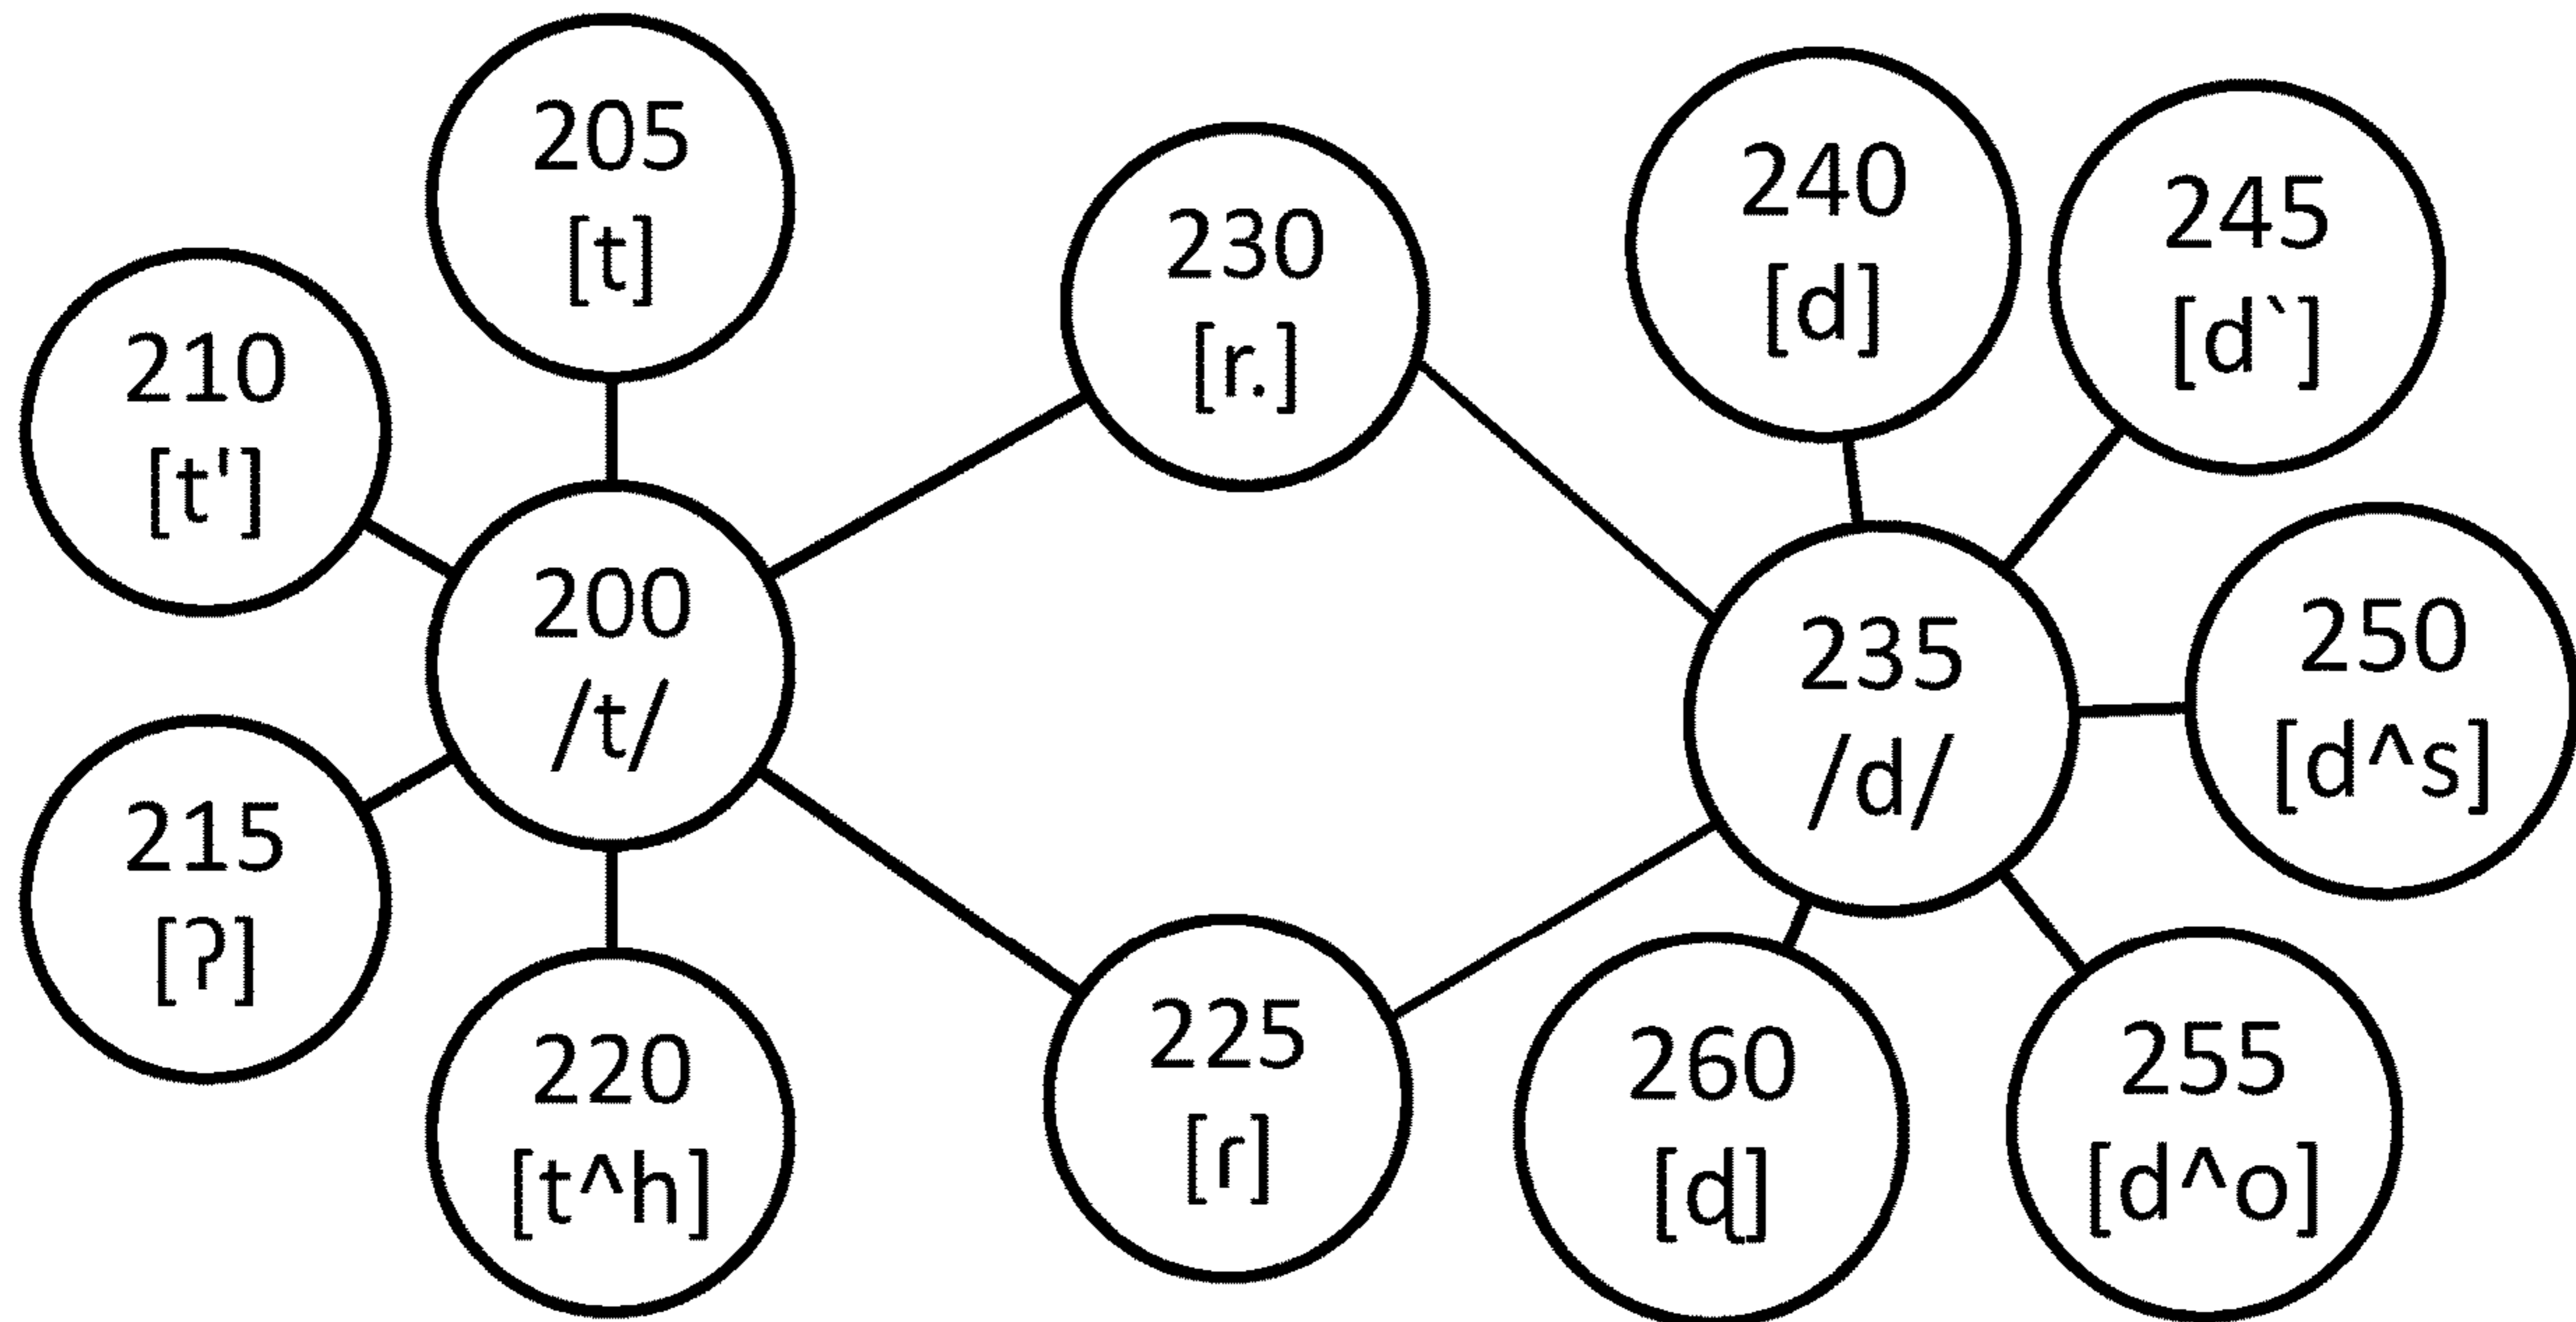 205
[t]
210
[t']
200
/t/
215
[ʔ]
220
[t^h]
230
[r.]
225
[r]
240
[d]
245
[d`]
235
/d/
250
[d^s]
260
[ɖ]
255
[d^o]